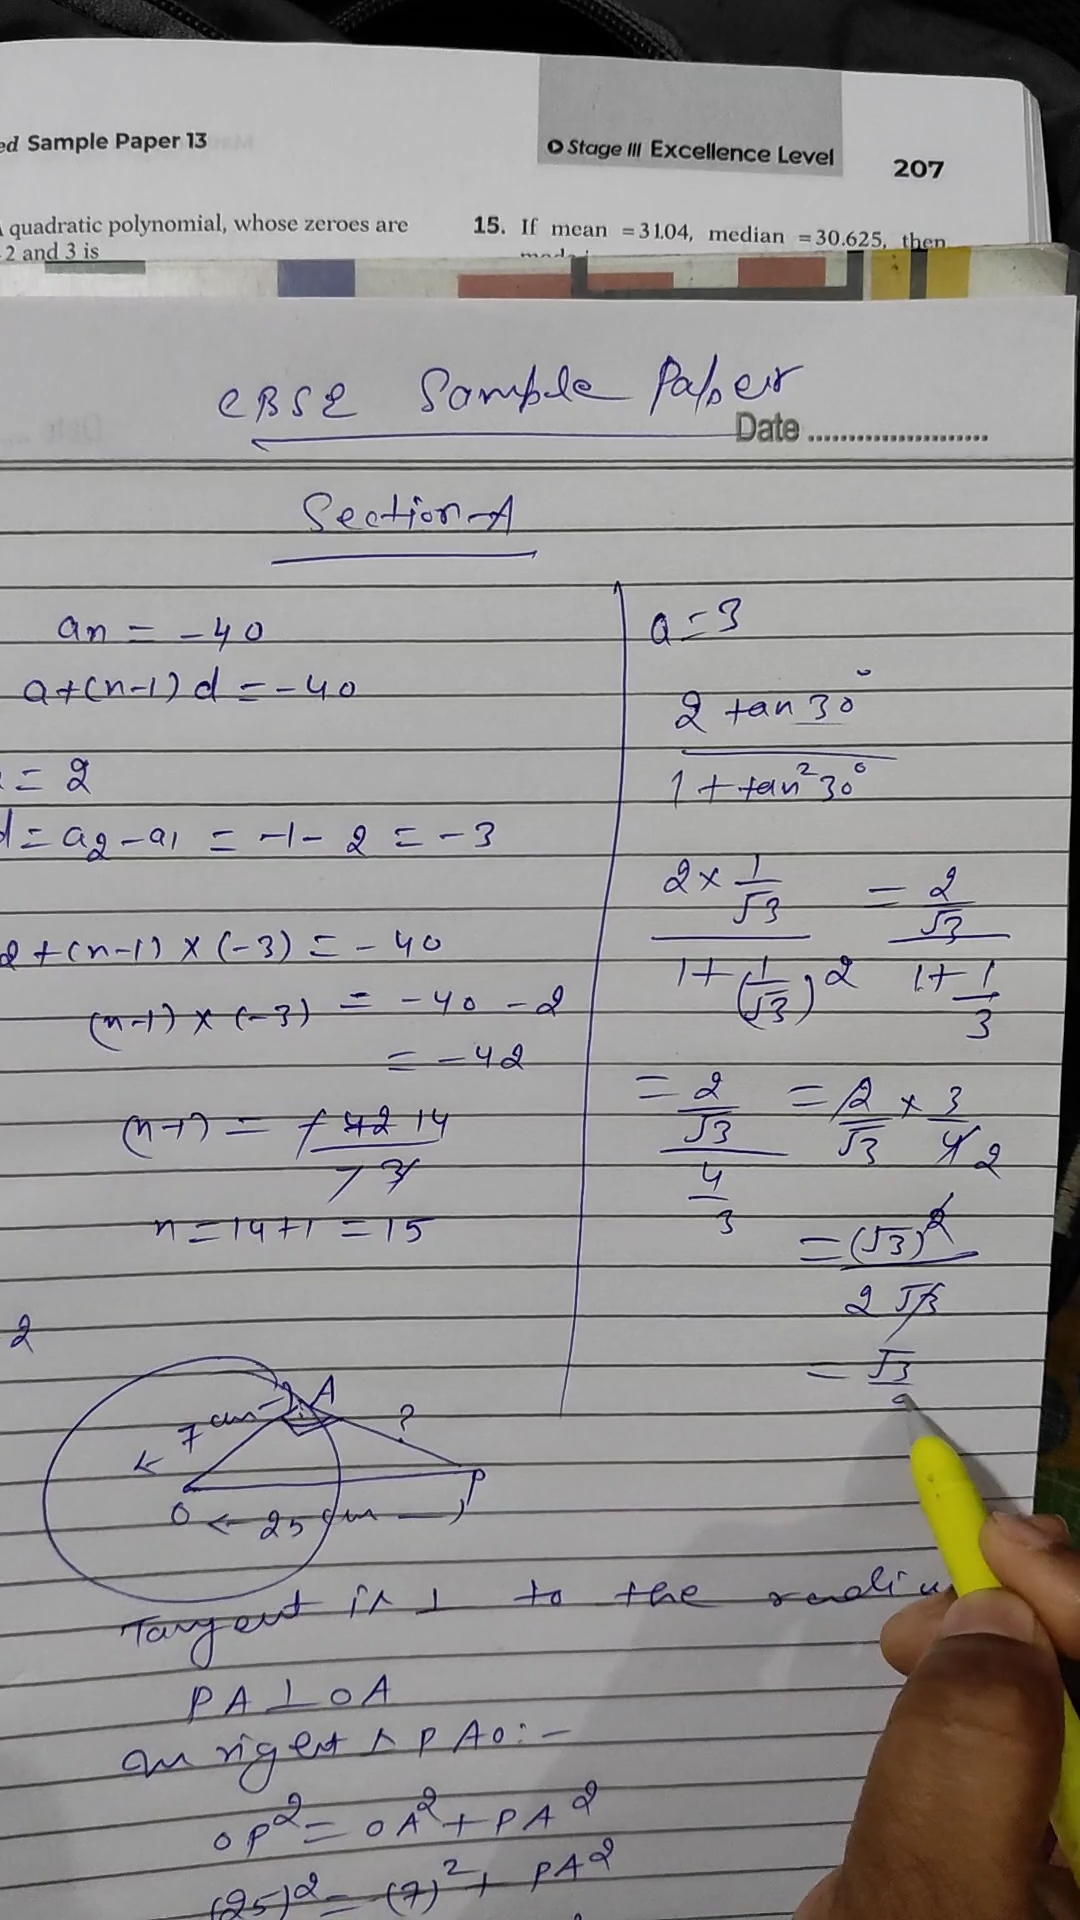 ed Sample Paper 13
Stage III Excellence Level
207
quadratic polynomial, whose zeroes are
2 and 3 is
15. If mean = 31.04, median = 30.625, then
CBSE Sample Paper
Date ......................
Section-A
an = -40
a+(n-1) d = -40
= 2
d = a2 - a1 = -1 - 2 = -3
2 + (n-1) × (-3) = -40
(n-1) × (-3) = -40 - 2
= -42
(n-1) = -42 14
-3
n = 14+1 = 15
Q = 3
2 tan 30°
1 + tan²30°
2 × 1/√3 = 2/√3
1 + (1/√3)² 1 + 1/3
= 2/√3 = 2/√3 × 3/4 2
4/3
= (√3)²
2 √3
= √3
2
A
7 cm
?
O
25 cm
P
Tangent is ⊥ to the radiu
PA ⊥ OA
In right Δ PAO:-
OP² = OA² + PA²
(25)² = (7)² + PA²